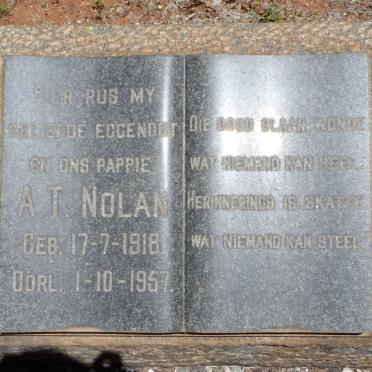 HIER RUS MY
GELIEFDE EGGENOOT
EN ONS PAPPIE
A.T. NOLAN
GEB. 17-7-1918.
OORL. 1-10-1957.
DIE DOOD SLAAN WONDE
WAT NIEMAND KAN HEEL.
HERINNERINGS IS SKATTE
WAT NIEMAND KAN STEEL.